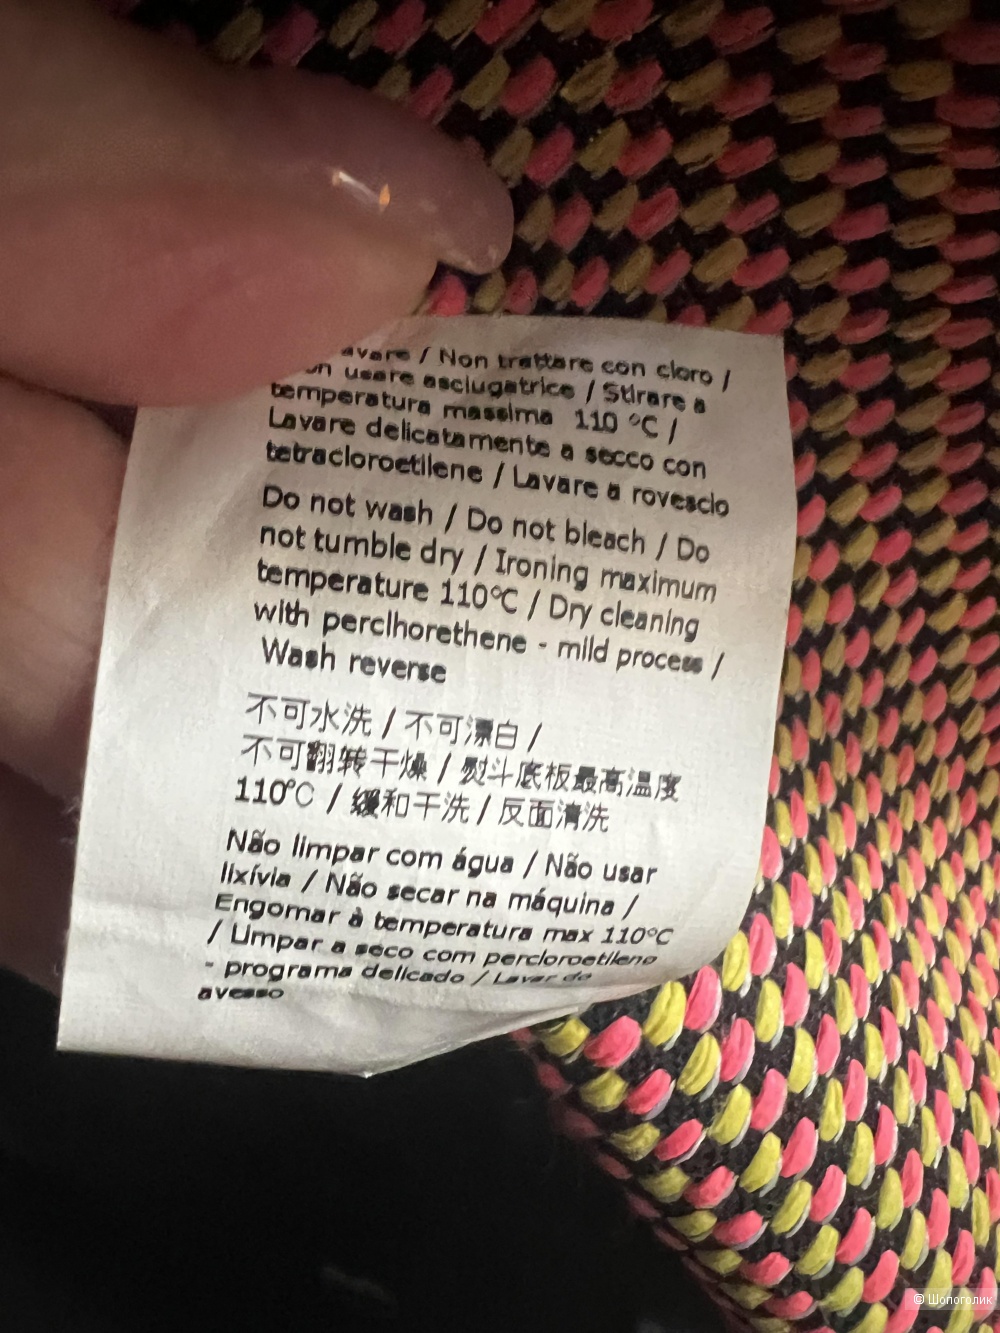 / Non trattare con cloro /
usare asciugatrice / Stirare a
temperatura massima 110 °C /
Lavare delicatamente a secco con
tetracloroetilene / Lavare a rovescio
Do not wash / Do not bleach / Do
not tumble dry / Ironing maximum
temperature 110°C / Dry cleaning
with perclhorethene - mild process /
Wash reverse
不可水洗 / 不可漂白 /
不可翻转干燥 / 熨斗底板最高温度
110°C / 缓和干洗 / 反面清洗
Não limpar com água / Não usar
lixívia / Não secar na máquina /
Engomar à temperatura max 110°C
/ Limpar a seco com percloroetileno
- programa delicado / Lavar do
avesso
© Шопоголик